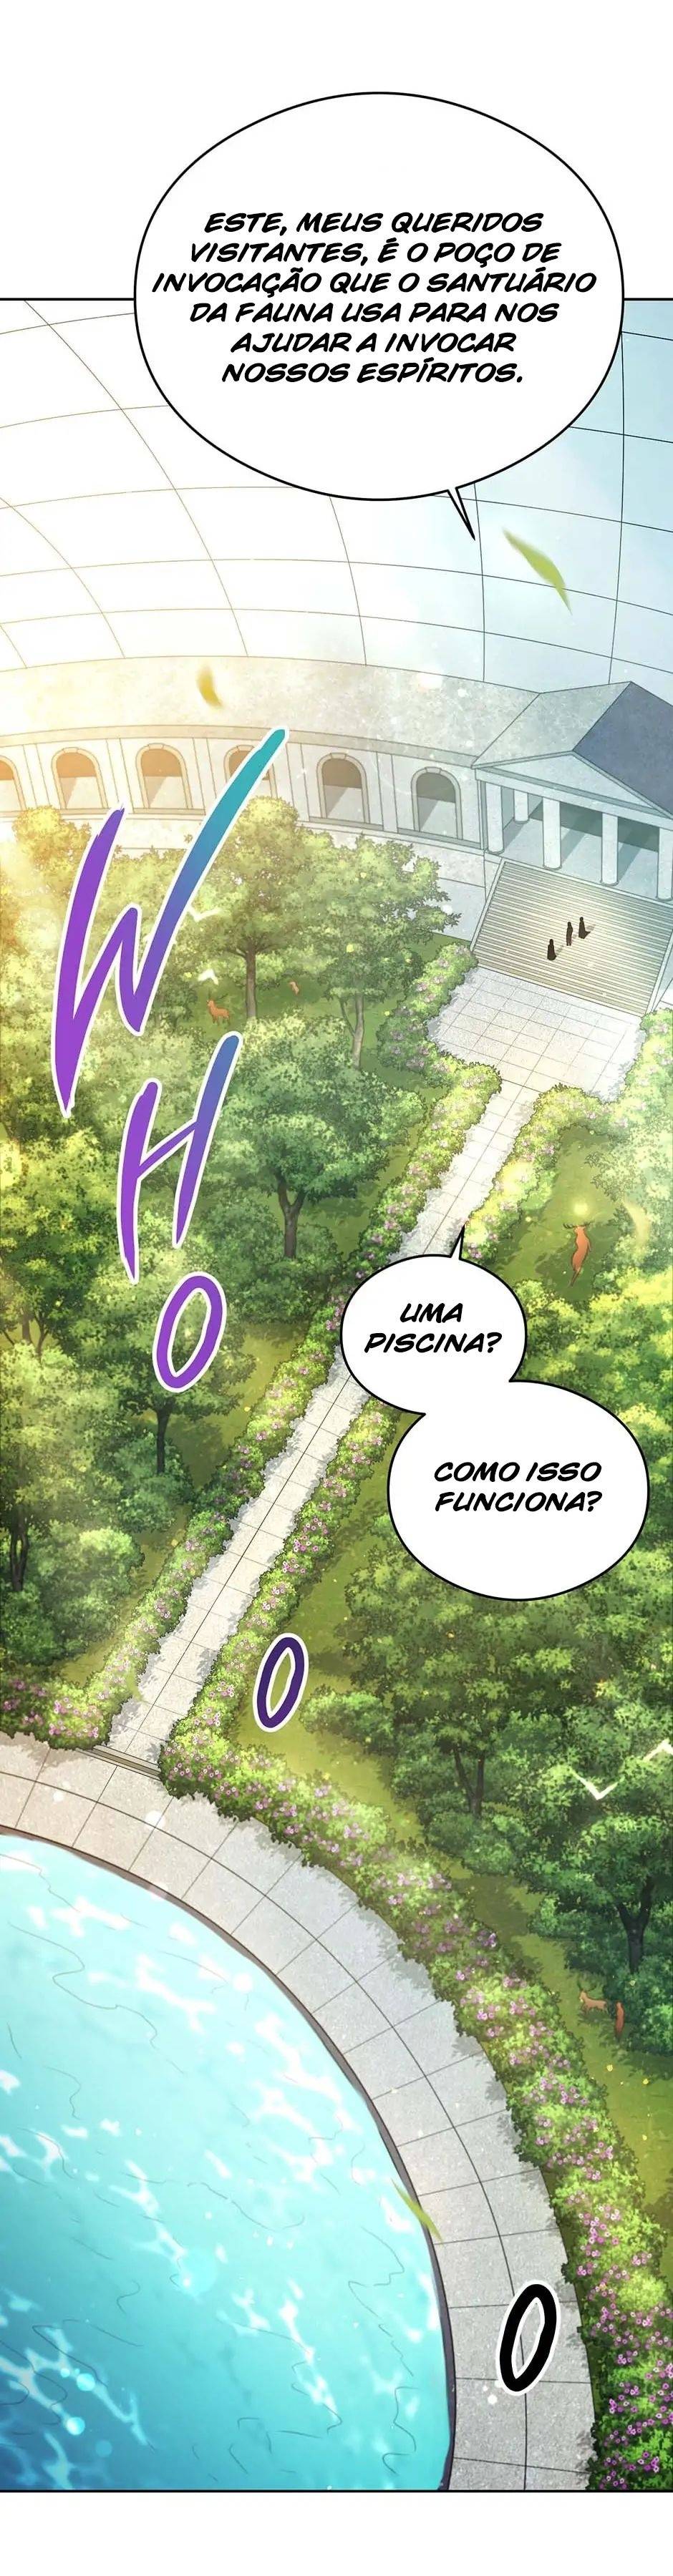 ESTE, MEUS QUERIDOS
VISITANTES, É O POÇO DE
INVOCAÇÃO QUE O SANTUÁRIO
DA FAUNA USA PARA NOS
AJUDAR A INVOCAR
NOSSOS ESPÍRITOS.
W
H
O
UMA
PISCINA?
COMO ISSO
FUNCIONA?
O
O